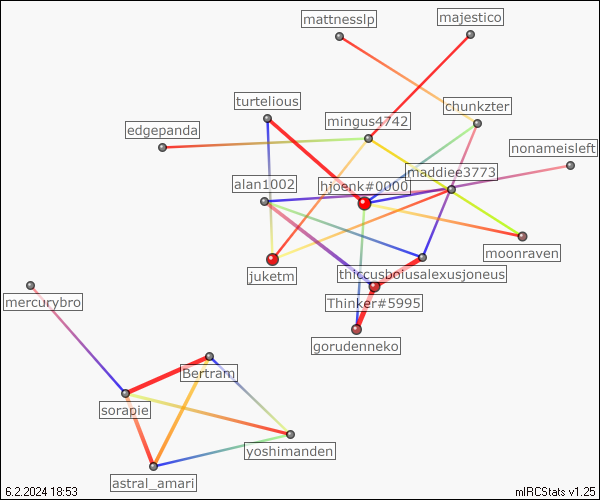 mattnesslp
majestico
turtelious
chunkzter
mingus4742
edgepanda
nonameisleft
maddiee3773
alan1002
hjoenk#0000
moonraven
juketm
thiccusboiusalexusjoneus
mercurybro
Thinker#5995
gorudenneko
Bertram
sorapie
yoshimanden
astral_amari
6.2.2024 18:53
mIRCStats v1.25